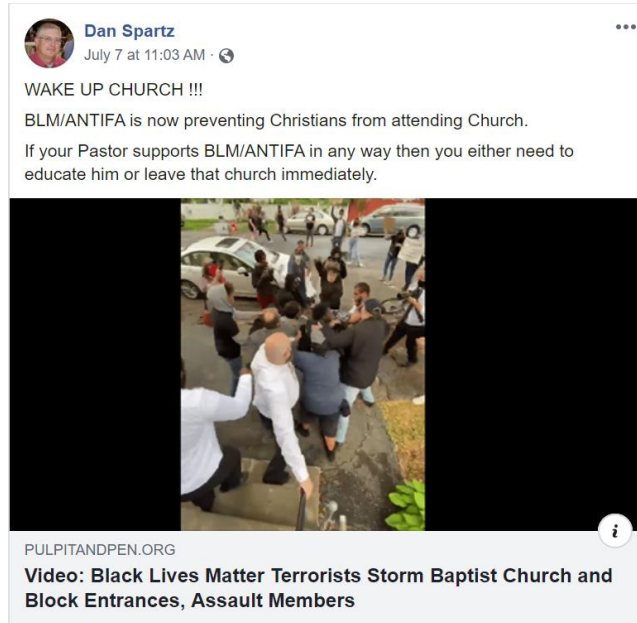 Dan Spartz
July 7 at 11:03 AM ·
WAKE UP CHURCH !!!
BLM/ANTIFA is now preventing Christians from attending Church.
If your Pastor supports BLM/ANTIFA in any way then you either need to
educate him or leave that church immediately.
i
PULPITANDPEN.ORG
Video: Black Lives Matter Terrorists Storm Baptist Church and
Block Entrances, Assault Members